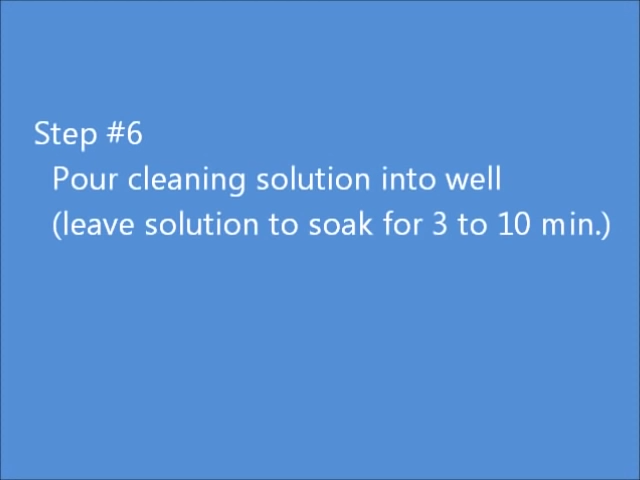 Step #6
Pour cleaning solution into well
(leave solution to soak for 3 to 10 min.)